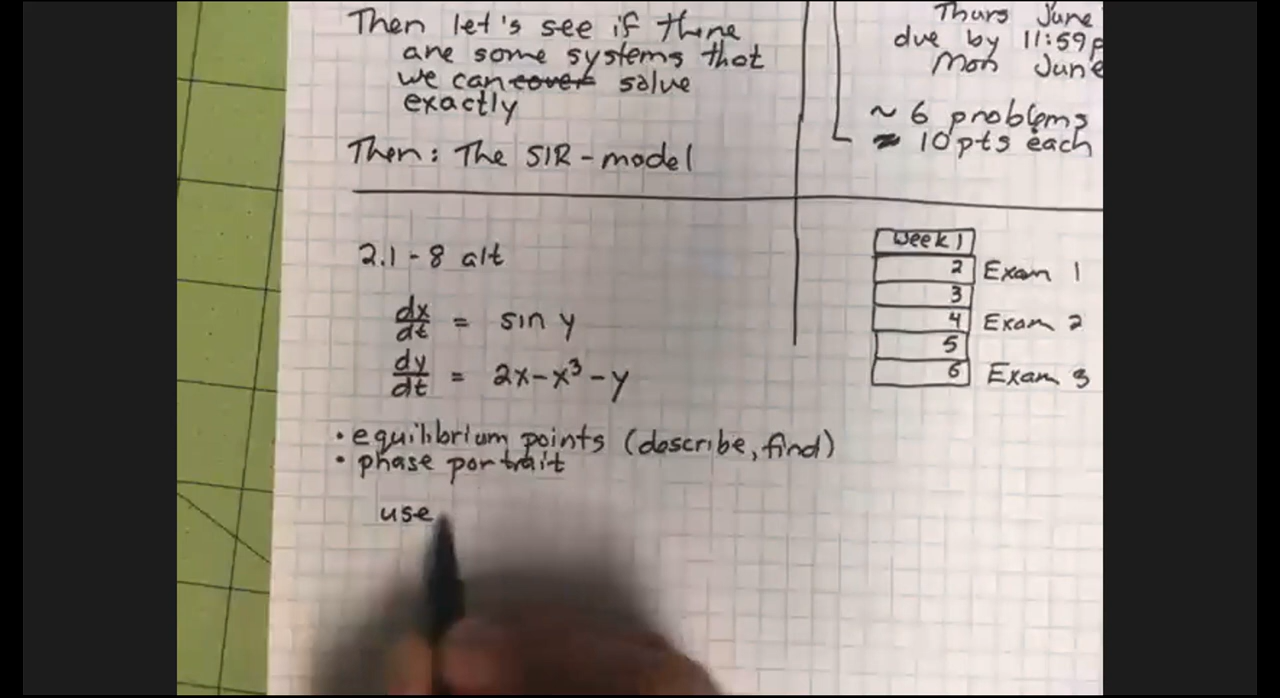 Then let's see if there
are some systems that
we can cover solve
exactly
Then: The SIR-model
Thurs June
due by 11:59p
Mon June
~ 6 problems
≈ 10pts each
2.1-8 alt
dx/dt = sin y
dy/dt = 2x-x³-y
• equilibrium points (describe, find)
• phase portrait
use
Week 1
2 Exam 1
3
4 Exam 2
5
6 Exam 3